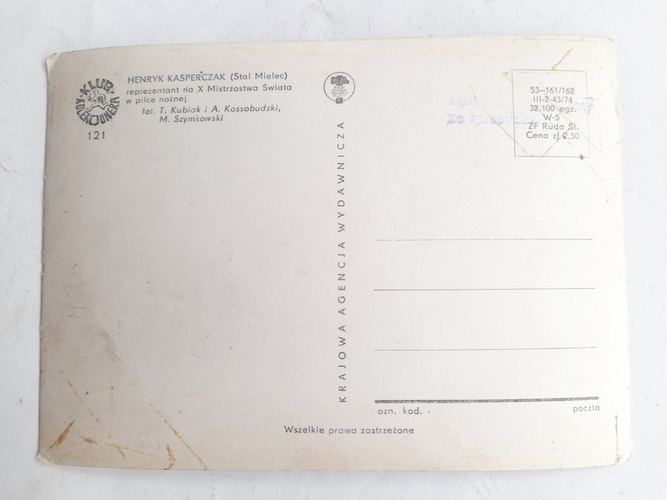 KLUB
KOLEKCJONERA
121
HENRYK KASPERCZAK (Stal Mielec)
reprezentant na X Mistrzostwa Świata
w piłce nożnej
fot. T. Kubiak i A. Kossobudzki,
M. Szymkowski
KRAJOWA AGENCJA WYDAWNICZA
53—161/162
III-2-43/74
32.100 egz.
W-5
ZF Ruda Śl.
Cena zł 2,50
ozn. kod. -
poczta
Wszelkie prawa zastrzeżone